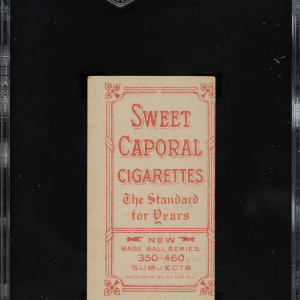 SWEET
CAPORAL
CIGARETTES
The Standard
for Years
NEW
BASE BALL SERIES
350-460
SUBJECTS